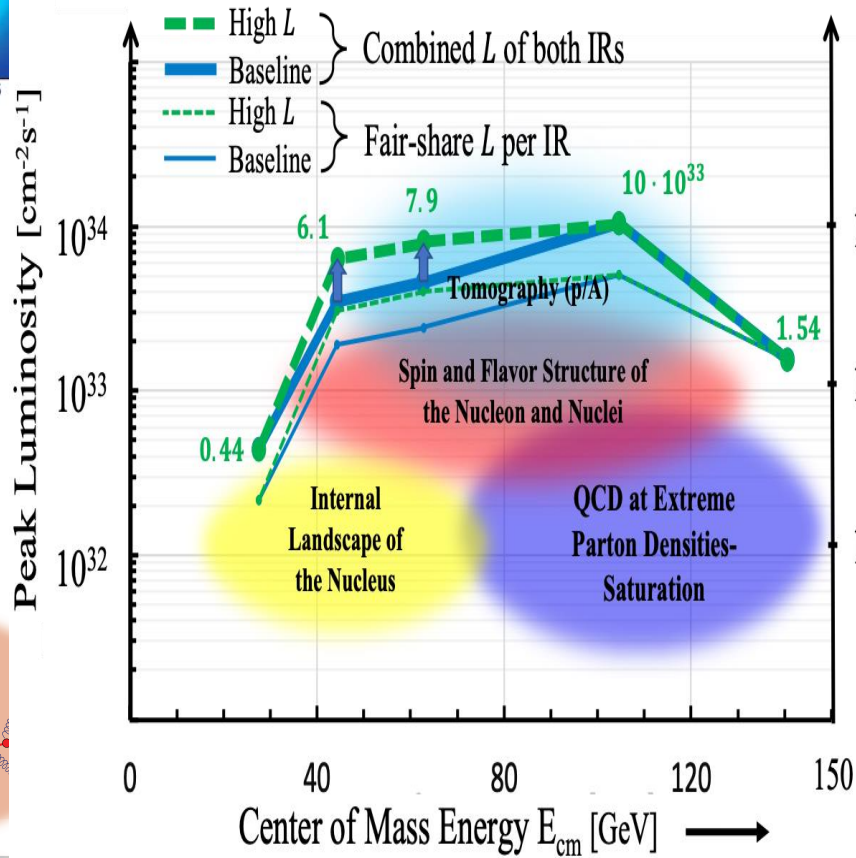 High L
Baseline
Combined L of both IRs
High L
Baseline
Fair-share L per IR
Peak Luminosity [cm⁻²s⁻¹]
10³⁴
10³³
10³²
6.1
7.9
10 · 10³³
1.54
0.44
Tomography (p/A)
Spin and Flavor Structure of
the Nucleon and Nuclei
Internal
Landscape of
the Nucleus
QCD at Extreme
Parton Densities-
Saturation
0
40
80
120
150
Center of Mass Energy E_cm [GeV]